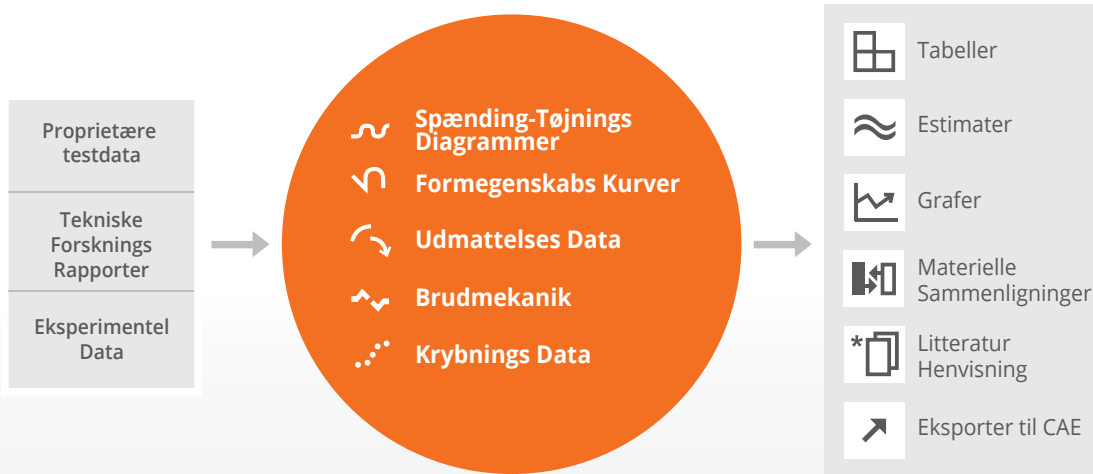 Proprietære
testdata
Tekniske
Forsknings
Rapporter
Eksperimentel
Data
Spænding-Tøjnings
Diagrammer
Formegenskabs Kurver
Udmattelses Data
Brudmekanik
Krybnings Data
Tabeller
Estimater
Grafer
Materielle
Sammenligninger
*
Litteratur
Henvisning
Eksporter til CAE